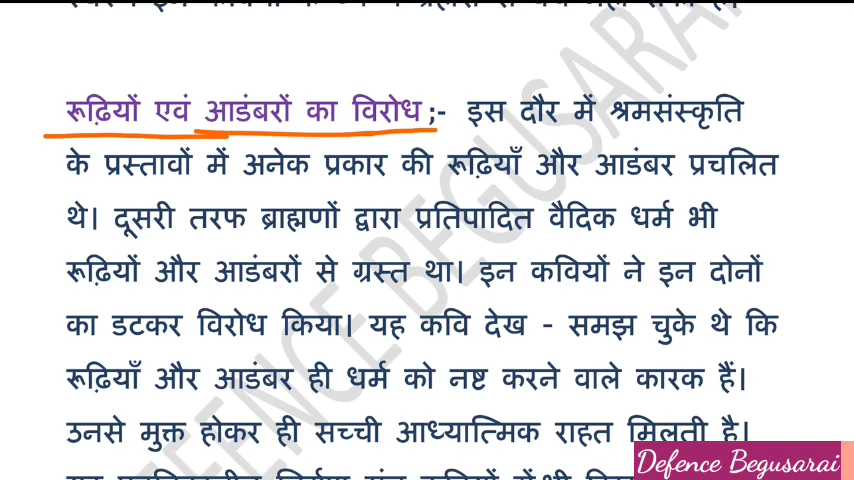 रूढ़ियों एवं आडंबरों का विरोध ;- इस दौर में श्रमसंस्कृति
के प्रस्तावों में अनेक प्रकार की रूढ़ियाँ और आडंबर प्रचलित
थे। दूसरी तरफ ब्राह्मणों द्वारा प्रतिपादित वैदिक धर्म भी
रूढ़ियों और आडंबरों से ग्रस्त था। इन कवियों ने इन दोनों
का डटकर विरोध किया। यह कवि देख - समझ चुके थे कि
रूढ़ियाँ और आडंबर ही धर्म को नष्ट करने वाले कारक हैं।
उनसे मुक्त होकर ही सच्ची आध्यात्मिक राहत मिलती है।
Defence Begusarai